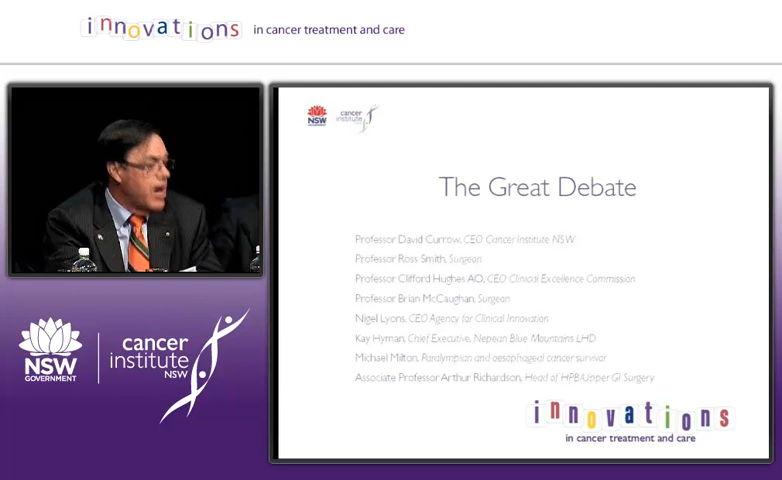 innovations in cancer treatment and care
NSW
GOVERNMENT
cancer
institute
The Great Debate
Professor David Currow, CEO Cancer Institute NSW
Professor Ross Smith, Surgeon
Professor Clifford Hughes AO, CEO Clinical Excellence Commission
Professor Brian McCaughan, Surgeon
Nigel Lyons, CEO Agency for Clinical Innovation
Kay Hyman, Chief Executive, Nepean Blue Mountains LHD
Michael Milton, Paralympian and oesophageal cancer survivor
Associate Professor Arthur Richardson, Head of HPB/Upper GI Surgery
innovations
in cancer treatment and care
NSW
GOVERNMENT
cancer
institute
NSW